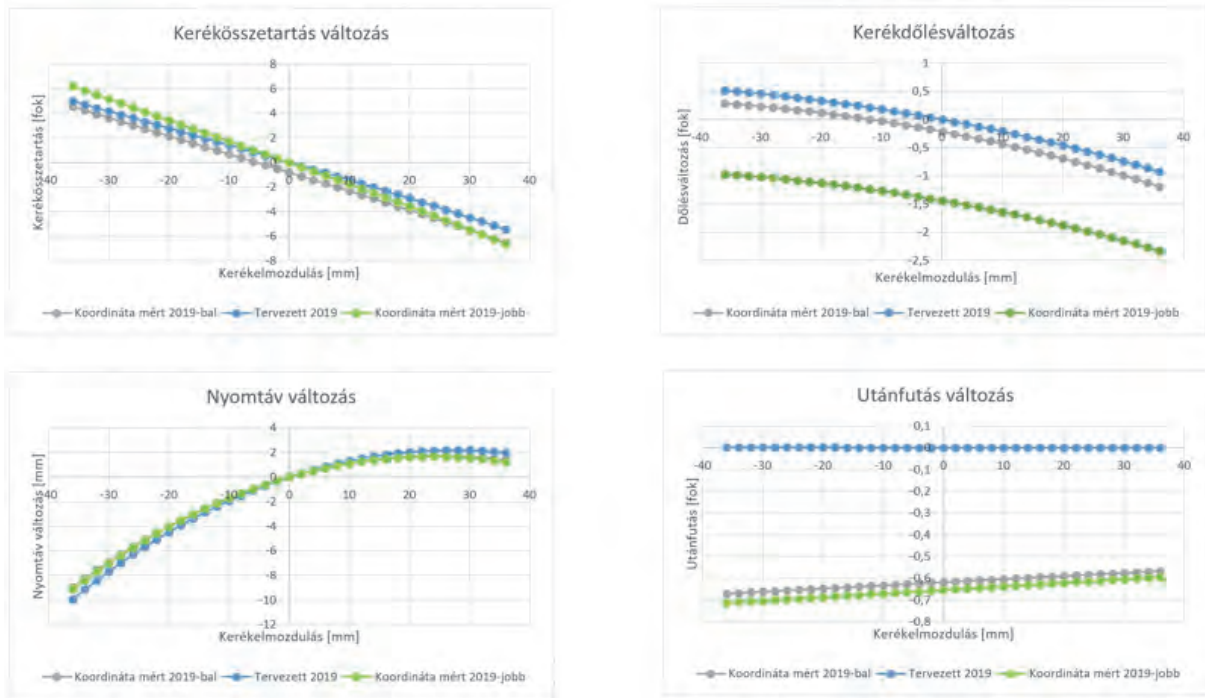 Kerékösszetartás változás
8
6
4
2
0
-2
-4
-6
-8
-40 -30 -20 -10 0 10 20 30 40
Kerékösszetartás [fok]
Kerékelmozdulás [mm]
Koordináta mért 2019-bal Tervezett 2019 Koordináta mért 2019-jobb
Kerékdőlésváltozás
1
0,5
0
-0,5
-1
-1,5
-2
-2,5
-40 -30 -20 -10 0 10 20 30 40
Dőlésváltozás [fok]
Kerékelmozdulás [mm]
Koordináta mért 2019-bal Tervezett 2019 Koordináta mért 2019-jobb
Nyomtáv változás
4
2
0
-2
-4
-6
-8
-10
-12
-40 -30 -20 -10 0 10 20 30 40
Nyomtáv változás [mm]
Kerékelmozdulás [mm]
Koordináta mért 2019-bal Tervezett 2019 Koordináta mért 2019-jobb
Utánfutás változás
0,1
0
-0,1
-0,2
-0,3
-0,4
-0,5
-0,6
-0,7
-0,8
-40 -30 -20 -10 0 10 20 30 40
Utánfutás [fok]
Kerékelmozdulás [mm]
Koordináta mért 2019-bal Tervezett 2019 Koordináta mért 2019-jobb